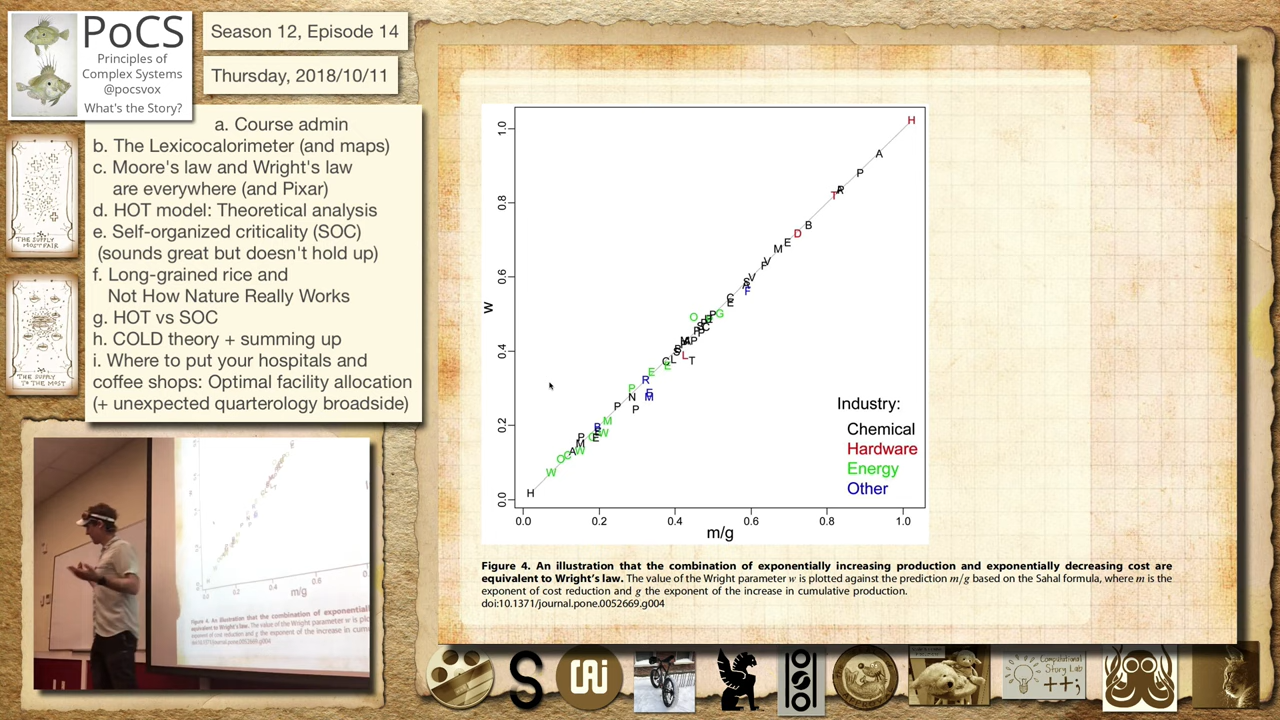 PoCS
Principles of
Complex Systems
@pocsvox
What's the Story?
Season 12, Episode 14
Thursday, 2018/10/11
a. Course admin
b. The Lexicocalorimeter (and maps)
c. Moore's law and Wright's law
are everywhere (and Pixar)
d. HOT model: Theoretical analysis
e. Self-organized criticality (SOC)
(sounds great but doesn't hold up)
f. Long-grained rice and
Not How Nature Really Works
g. HOT vs SOC
h. COLD theory + summing up
i. Where to put your hospitals and
coffee shops: Optimal facility allocation
(+ unexpected quarterology broadside)
w
1.0
0.8
0.6
0.4
0.2
0.0
0.0 0.2 0.4 0.6 0.8 1.0
m/g
Industry:
Chemical
Hardware
Energy
Other
Figure 4. An illustration that the combination of exponentially increasing production and exponentially decreasing cost are
equivalent to Wright's law. The value of the Wright parameter w is plotted against the prediction m/g based on the Sahal formula, where m is the
exponent of cost reduction and g the exponent of the increase in cumulative production.
doi:10.1371/journal.pone.0052669.g004
m/g
Computational
Story Lab
++;